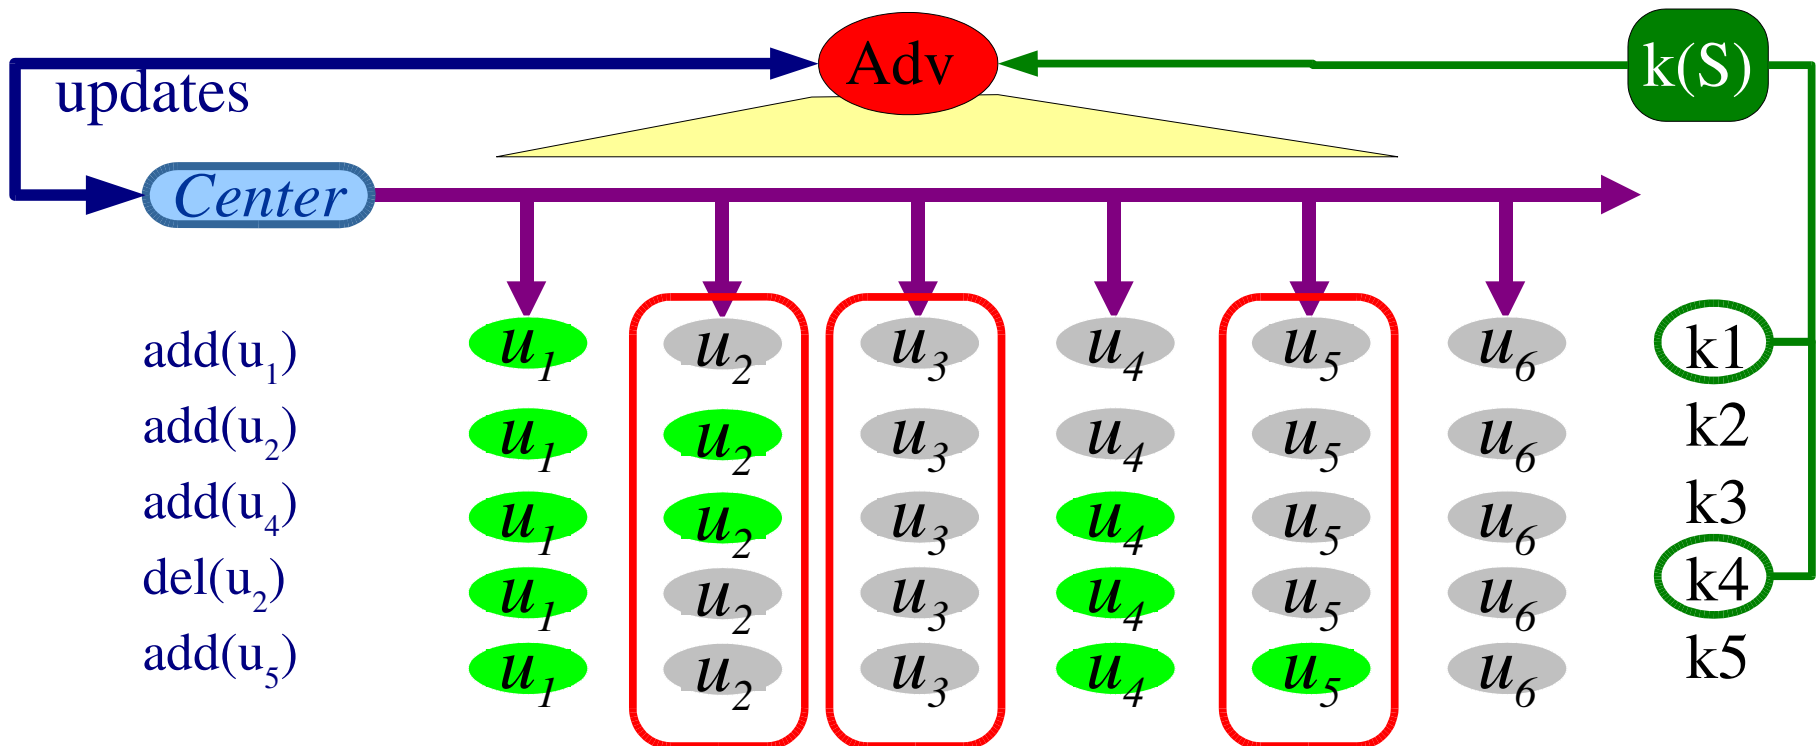 Adv k(S)
updates
Center
add(u₁) u₁ u₂ u₃ u₄ u₅ u₆ k1
add(u₂) u₁ u₂ u₃ u₄ u₅ u₆ k2
add(u₄) u₁ u₂ u₃ u₄ u₅ u₆ k3
del(u₂) u₁ u₂ u₃ u₄ u₅ u₆ k4
add(u₅) u₁ u₂ u₃ u₄ u₅ u₆ k5